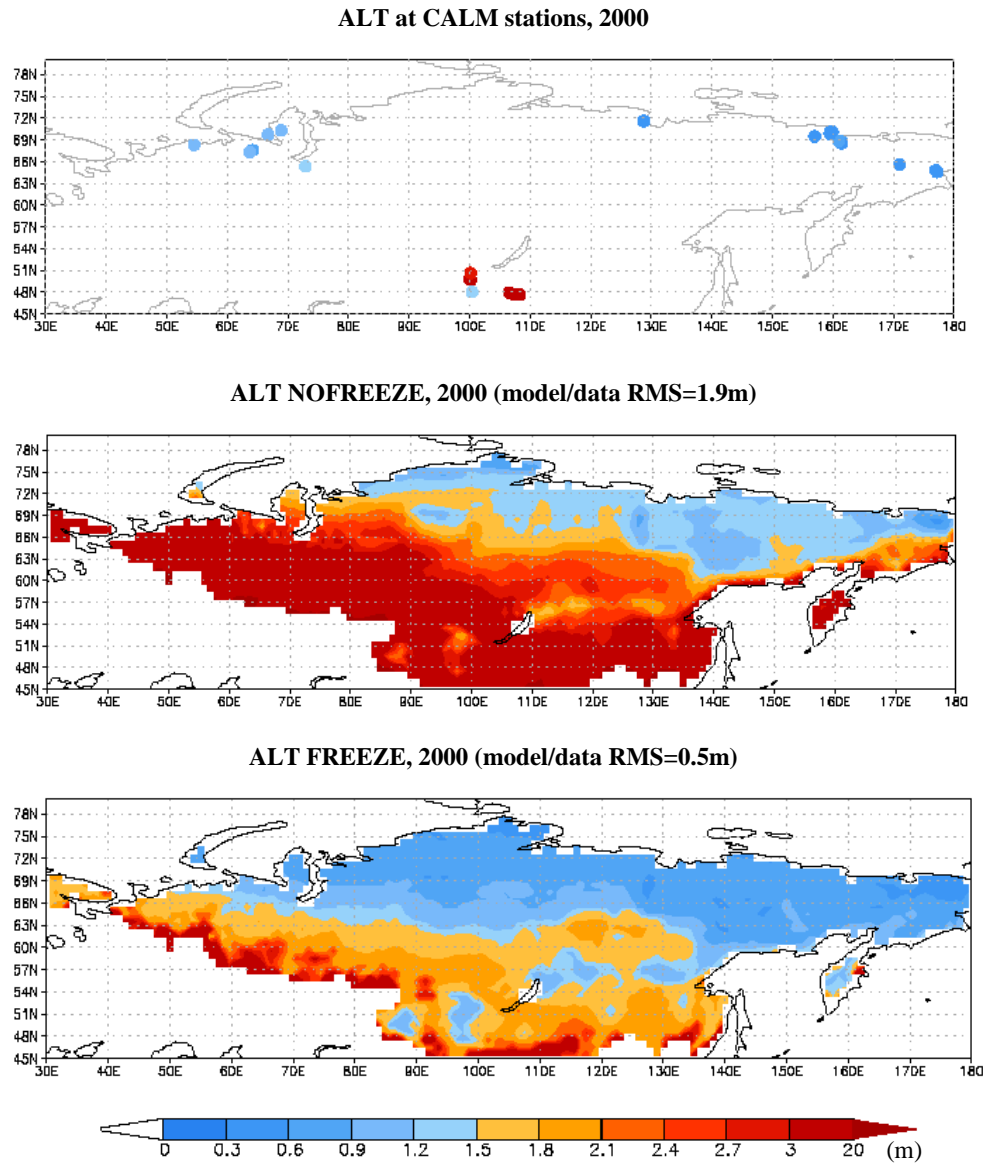 ALT at CALM stations, 2000
78N
75N
72N
69N
66N
63N
60N
57N
54N
51N
48N
45N
30E 40E 50E 60E 70E 80E 90E 100E 110E 120E 130E 140E 150E 160E 170E 180
ALT NOFREEZE, 2000 (model/data RMS=1.9m)
78N
75N
72N
69N
66N
63N
60N
57N
54N
51N
48N
45N
30E 40E 50E 60E 70E 80E 90E 100E 110E 120E 130E 140E 150E 160E 170E 180
ALT FREEZE, 2000 (model/data RMS=0.5m)
78N
75N
72N
69N
66N
63N
60N
57N
54N
51N
48N
45N
30E 40E 50E 60E 70E 80E 90E 100E 110E 120E 130E 140E 150E 160E 170E 180
0 0.3 0.6 0.9 1.2 1.5 1.8 2.1 2.4 2.7 3 20 (m)